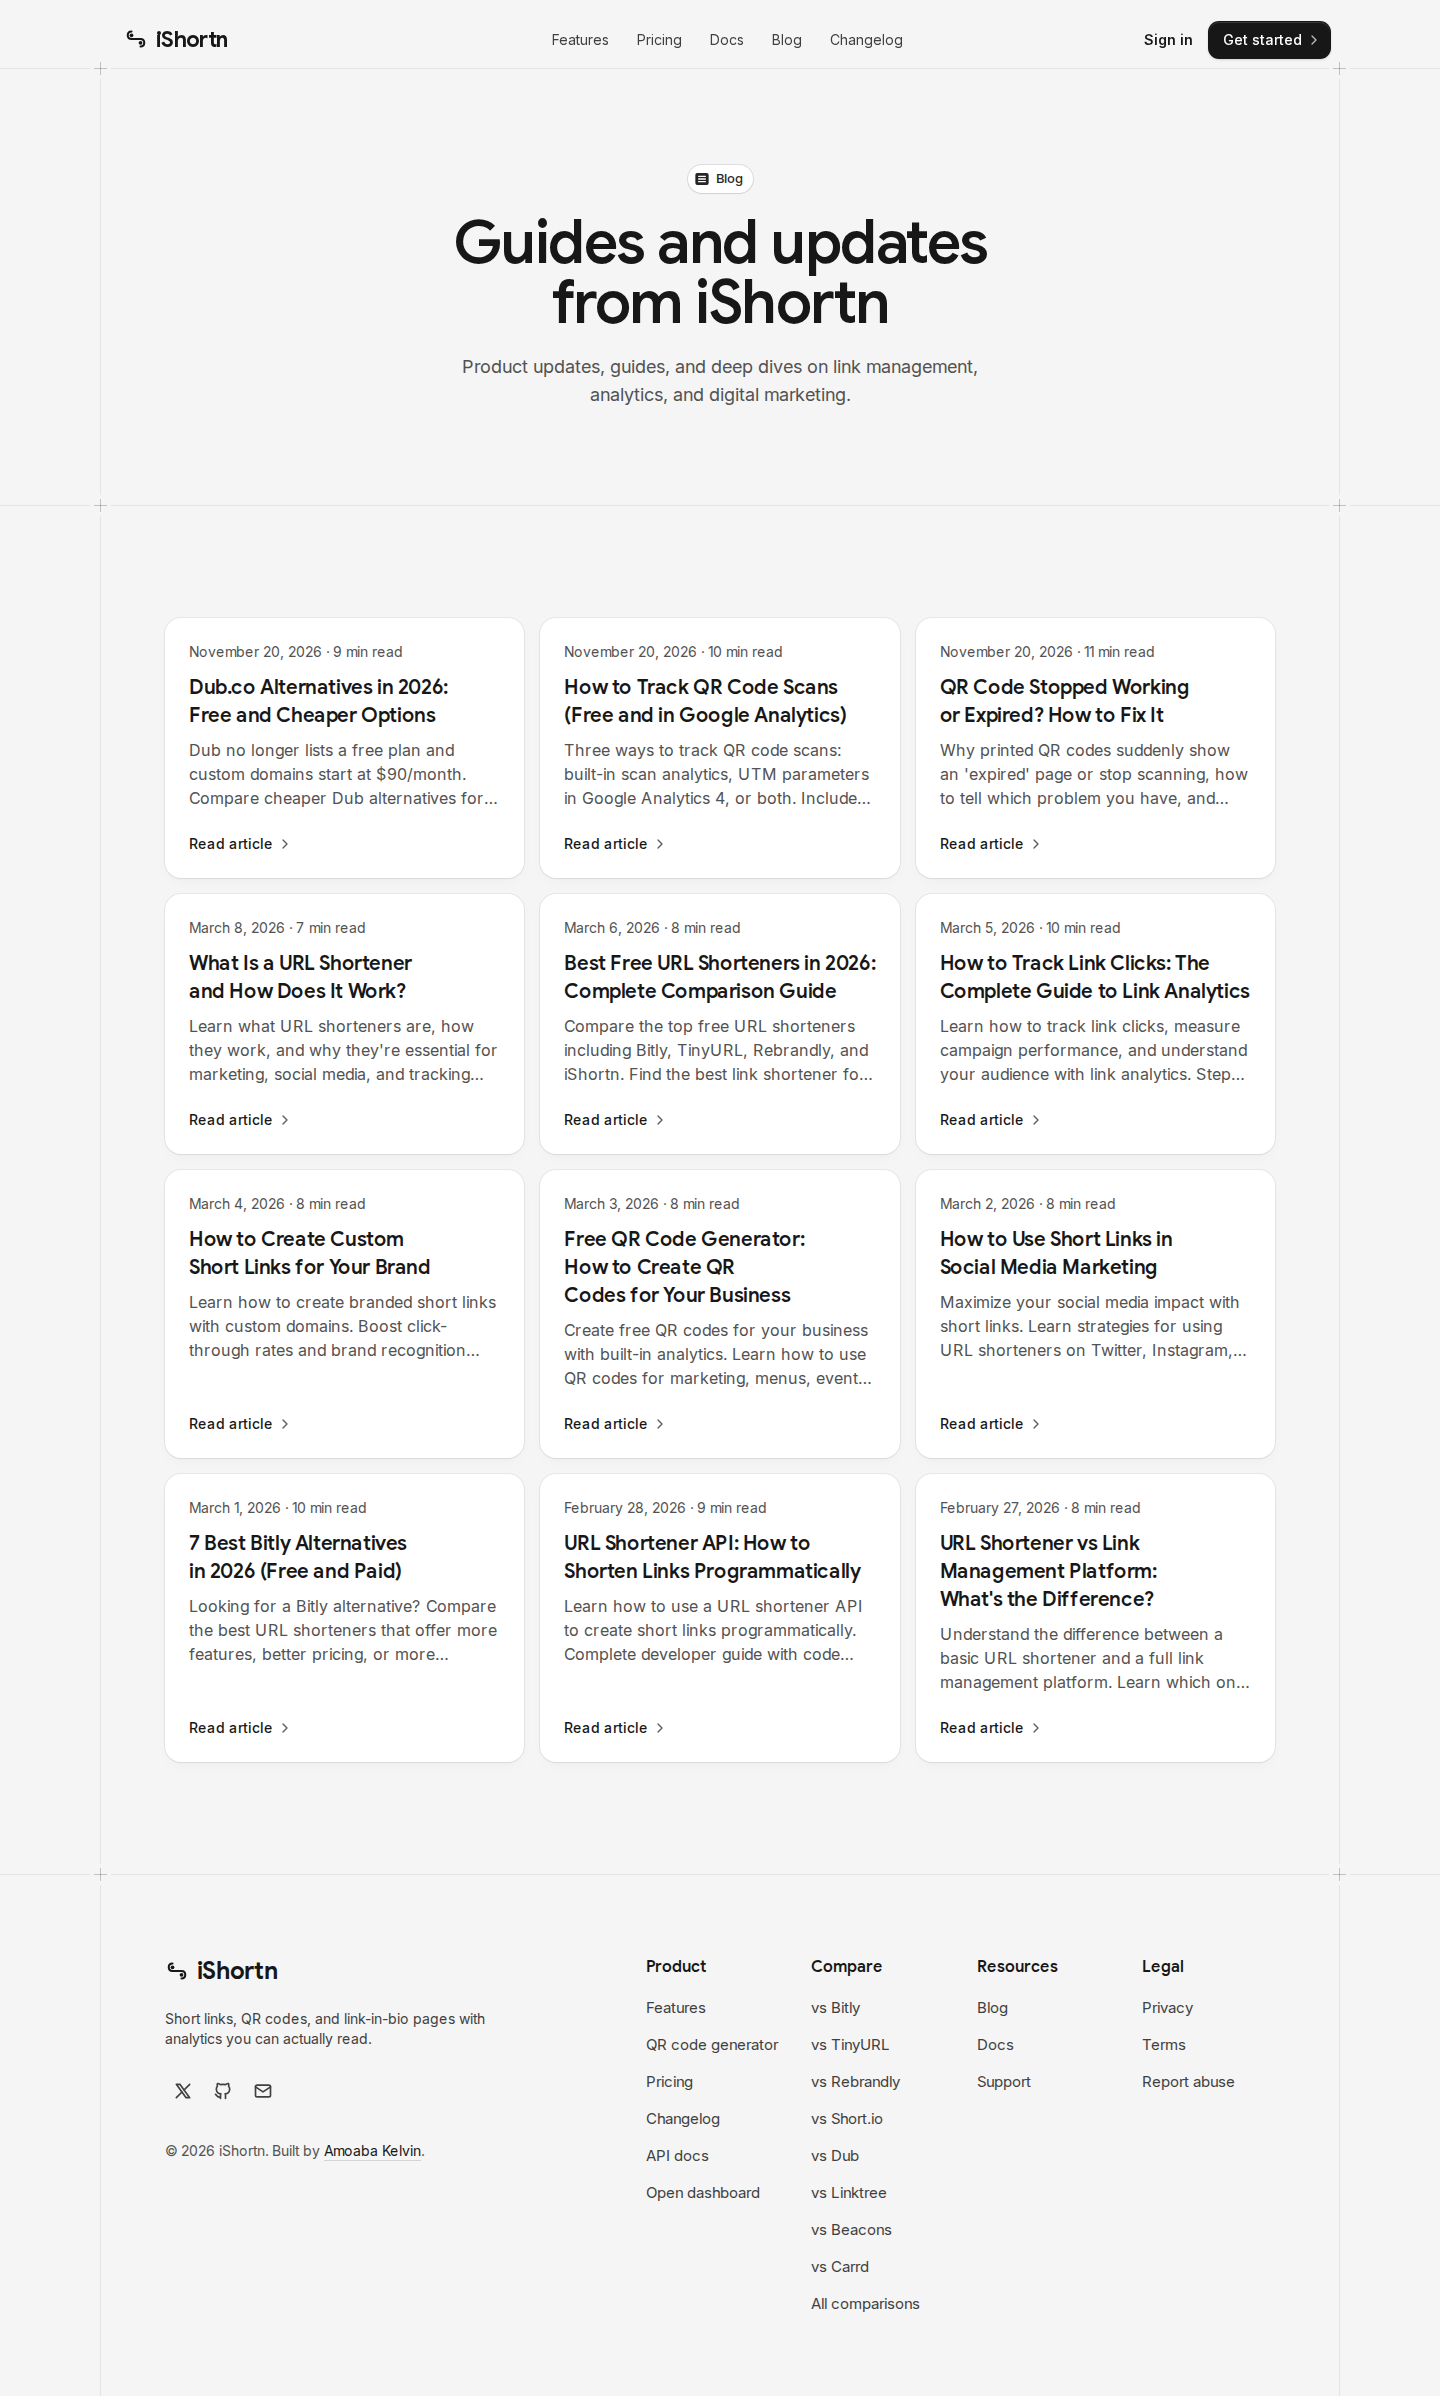 iShortn
Features
Pricing
Docs
Blog
Changelog
Sign in
Get started
Blog
Guides and updates
from iShortn
Product updates, guides, and deep dives on link management,
analytics, and digital marketing.
November 20, 2026 · 9 min read
Dub.co Alternatives in 2026:
Free and Cheaper Options
Dub no longer lists a free plan and
custom domains start at $90/month.
Compare cheaper Dub alternatives for...
Read article
November 20, 2026 · 10 min read
How to Track QR Code Scans
(Free and in Google Analytics)
Three ways to track QR code scans:
built-in scan analytics, UTM parameters
in Google Analytics 4, or both. Include...
Read article
November 20, 2026 · 11 min read
QR Code Stopped Working
or Expired? How to Fix It
Why printed QR codes suddenly show
an 'expired' page or stop scanning, how
to tell which problem you have, and...
Read article
March 8, 2026 · 7 min read
What Is a URL Shortener
and How Does It Work?
Learn what URL shorteners are, how
they work, and why they're essential for
marketing, social media, and tracking...
Read article
March 6, 2026 · 8 min read
Best Free URL Shorteners in 2026:
Complete Comparison Guide
Compare the top free URL shorteners
including Bitly, TinyURL, Rebrandly, and
iShortn. Find the best link shortener fo...
Read article
March 5, 2026 · 10 min read
How to Track Link Clicks: The
Complete Guide to Link Analytics
Learn how to track link clicks, measure
campaign performance, and understand
your audience with link analytics. Step...
Read article
March 4, 2026 · 8 min read
How to Create Custom
Short Links for Your Brand
Learn how to create branded short links
with custom domains. Boost click-
through rates and brand recognition...
Read article
March 3, 2026 · 8 min read
Free QR Code Generator:
How to Create QR
Codes for Your Business
Create free QR codes for your business
with built-in analytics. Learn how to use
QR codes for marketing, menus, event...
Read article
March 2, 2026 · 8 min read
How to Use Short Links in
Social Media Marketing
Maximize your social media impact with
short links. Learn strategies for using
URL shorteners on Twitter, Instagram,...
Read article
March 1, 2026 · 10 min read
7 Best Bitly Alternatives
in 2026 (Free and Paid)
Looking for a Bitly alternative? Compare
the best URL shorteners that offer more
features, better pricing, or more...
Read article
February 28, 2026 · 9 min read
URL Shortener API: How to
Shorten Links Programmatically
Learn how to use a URL shortener API
to create short links programmatically.
Complete developer guide with code...
Read article
February 27, 2026 · 8 min read
URL Shortener vs Link
Management Platform:
What's the Difference?
Understand the difference between a
basic URL shortener and a full link
management platform. Learn which on...
Read article
iShortn
Short links, QR codes, and link-in-bio pages with
analytics you can actually read.
© 2026 iShortn. Built by Amoaba Kelvin.
Product
Features
QR code generator
Pricing
Changelog
API docs
Open dashboard
Compare
vs Bitly
vs TinyURL
vs Rebrandly
vs Short.io
vs Dub
vs Linktree
vs Beacons
vs Carrd
All comparisons
Resources
Blog
Docs
Support
Legal
Privacy
Terms
Report abuse